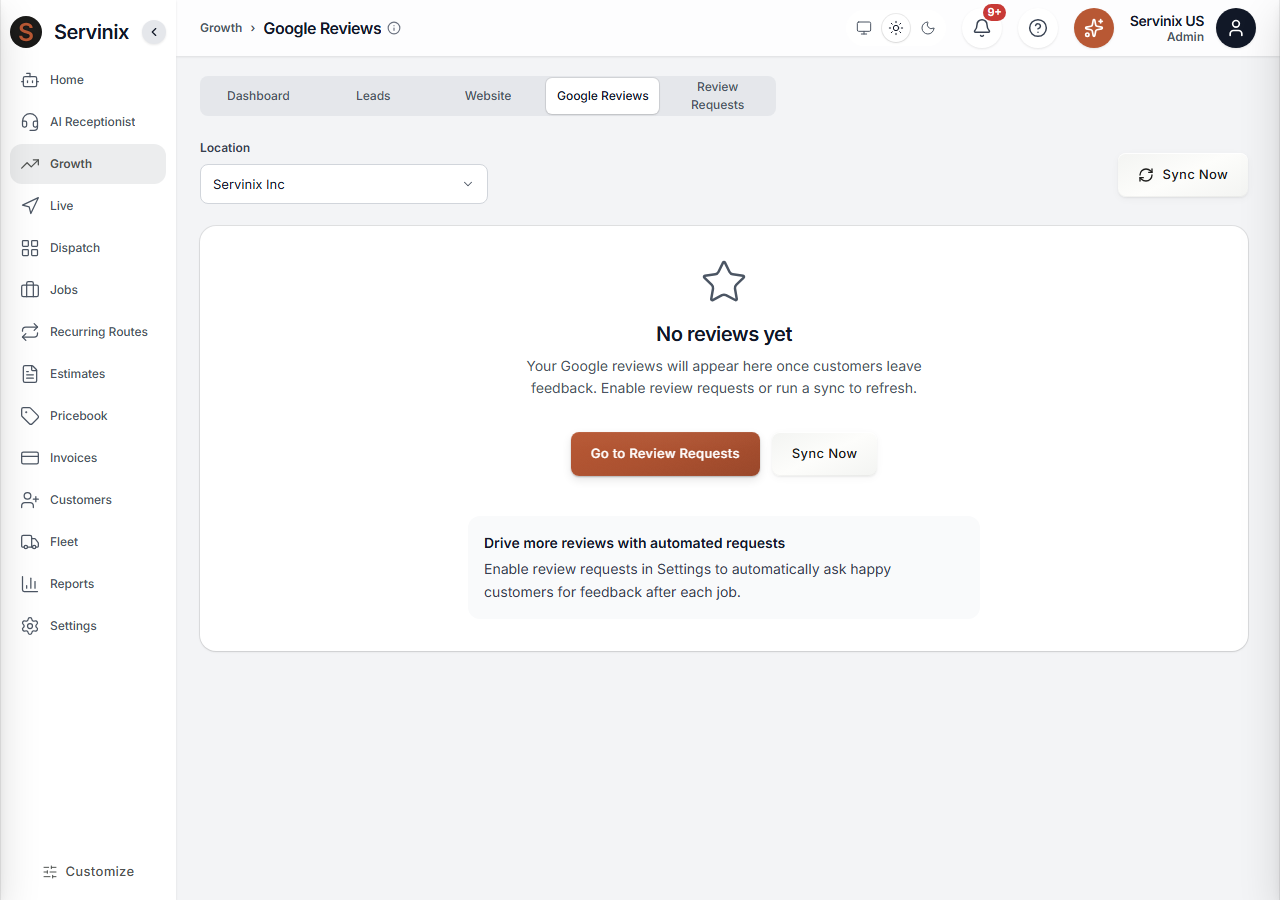 S Servinix
Home
AI Receptionist
Growth
Live
Dispatch
Jobs
Recurring Routes
Estimates
Pricebook
Invoices
Customers
Fleet
Reports
Settings
Customize
Growth › Google Reviews
9+
Servinix US
Admin
Dashboard
Leads
Website
Google Reviews
Review
Requests
Location
Servinix Inc
Sync Now
No reviews yet
Your Google reviews will appear here once customers leave
feedback. Enable review requests or run a sync to refresh.
Go to Review Requests
Sync Now
Drive more reviews with automated requests
Enable review requests in Settings to automatically ask happy
customers for feedback after each job.